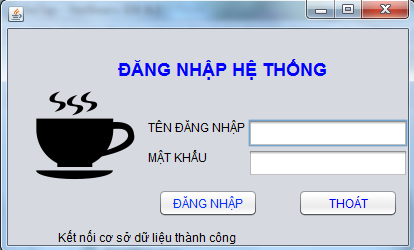 ĐĂNG NHẬP HỆ THỐNG
TÊN ĐĂNG NHẬP
MẬT KHẨU
ĐĂNG NHẬP
THOÁT
Kết nối cơ sở dữ liệu thành công